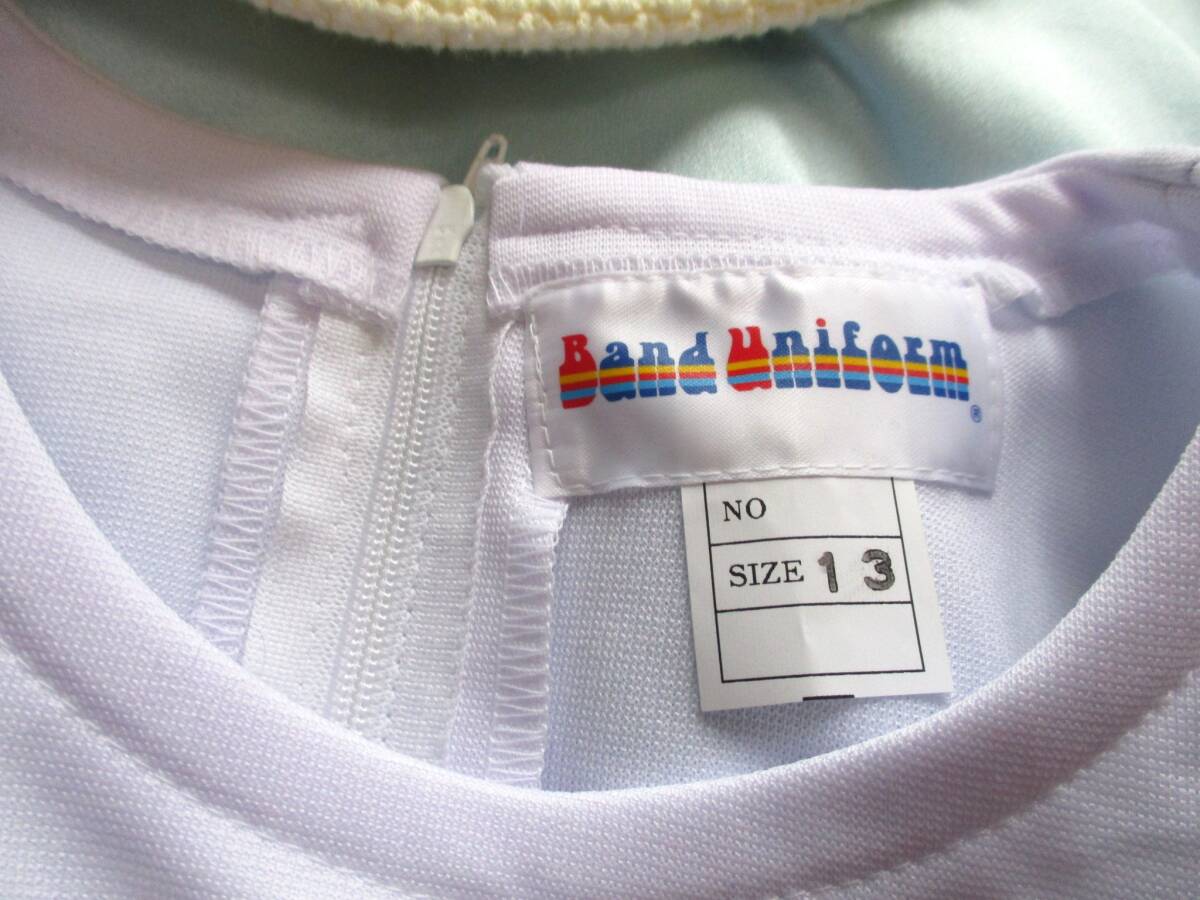 Band Uniform
®
NO
SIZE 13